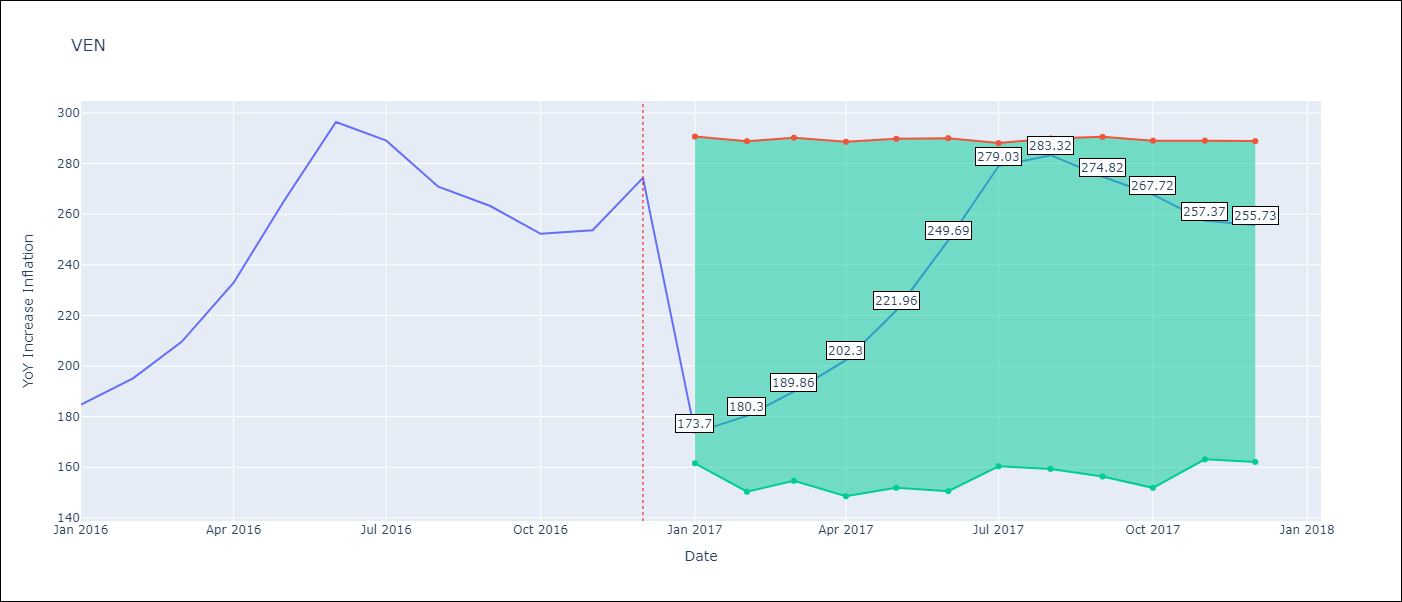 VEN
300
280
260
240
220
200
180
160
140
YoY Increase Inflation
173.7
180.3
189.86
202.3
221.96
249.69
279.03
283.32
274.82
267.72
257.37
255.73
Jan 2016
Apr 2016
Jul 2016
Oct 2016
Jan 2017
Apr 2017
Jul 2017
Oct 2017
Jan 2018
Date